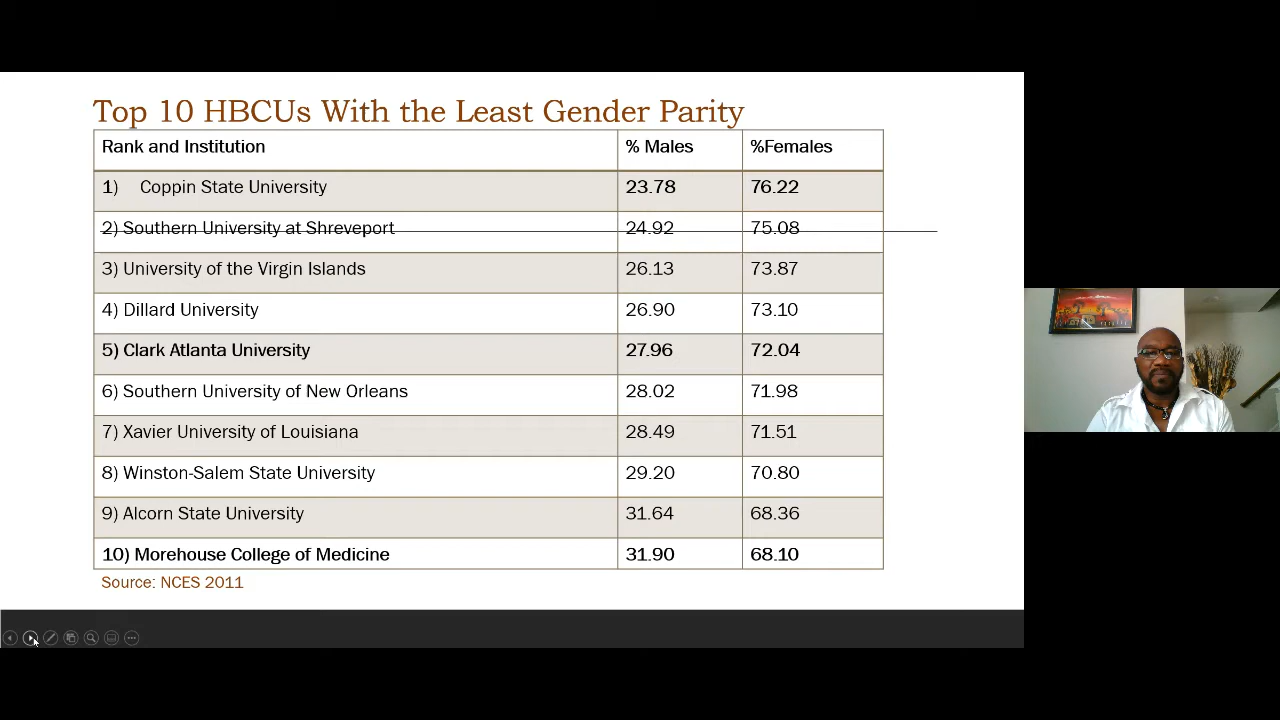 Top 10 HBCUs With the Least Gender Parity
Rank and Institution % Males %Females
1) Coppin State University 23.78 76.22
2) Southern University at Shreveport 24.92 75.08
3) University of the Virgin Islands 26.13 73.87
4) Dillard University 26.90 73.10
5) Clark Atlanta University 27.96 72.04
6) Southern University of New Orleans 28.02 71.98
7) Xavier University of Louisiana 28.49 71.51
8) Winston-Salem State University 29.20 70.80
9) Alcorn State University 31.64 68.36
10) Morehouse College of Medicine 31.90 68.10
Source: NCES 2011